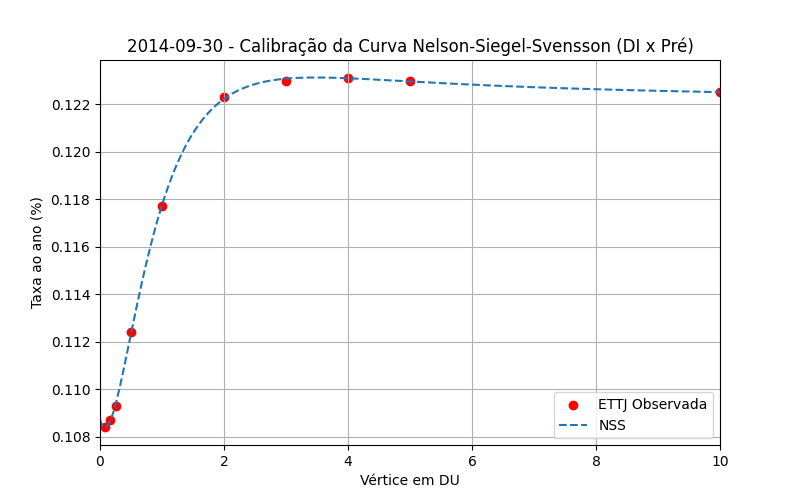 2014-09-30 - Calibração da Curva Nelson-Siegel-Svensson (DI x Pré)
Taxa ao ano (%)
0.122
0.120
0.118
0.116
0.114
0.112
0.110
0.108
ETTJ Observada
NSS
0 2 4 6 8 10
Vértice em DU